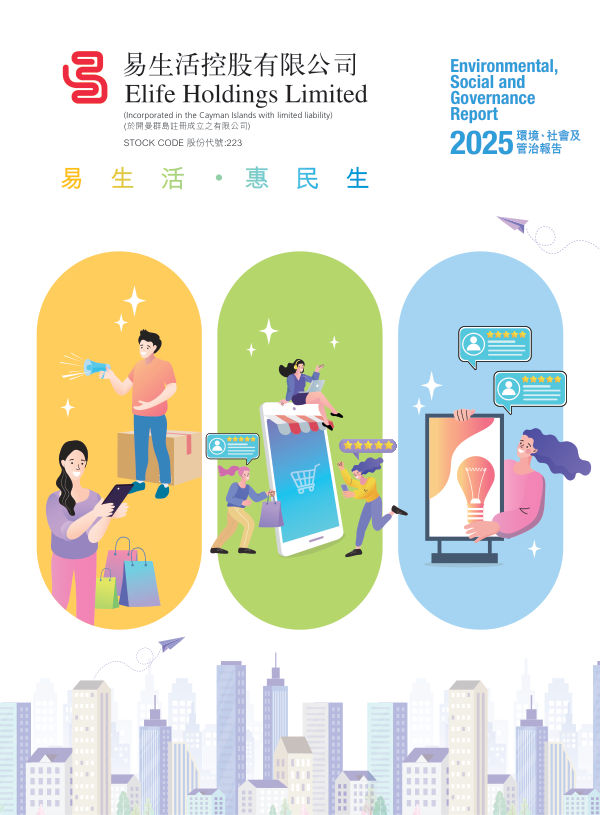 易生活控股有限公司
Elife Holdings Limited
(Incorporated in the Cayman Islands with limited liability)
(於開曼群島註冊成立之有限公司)
STOCK CODE 股份代號:223
Environmental,
Social and
Governance
Report
2025 環境、社會及
管治報告
易生活•惠民生